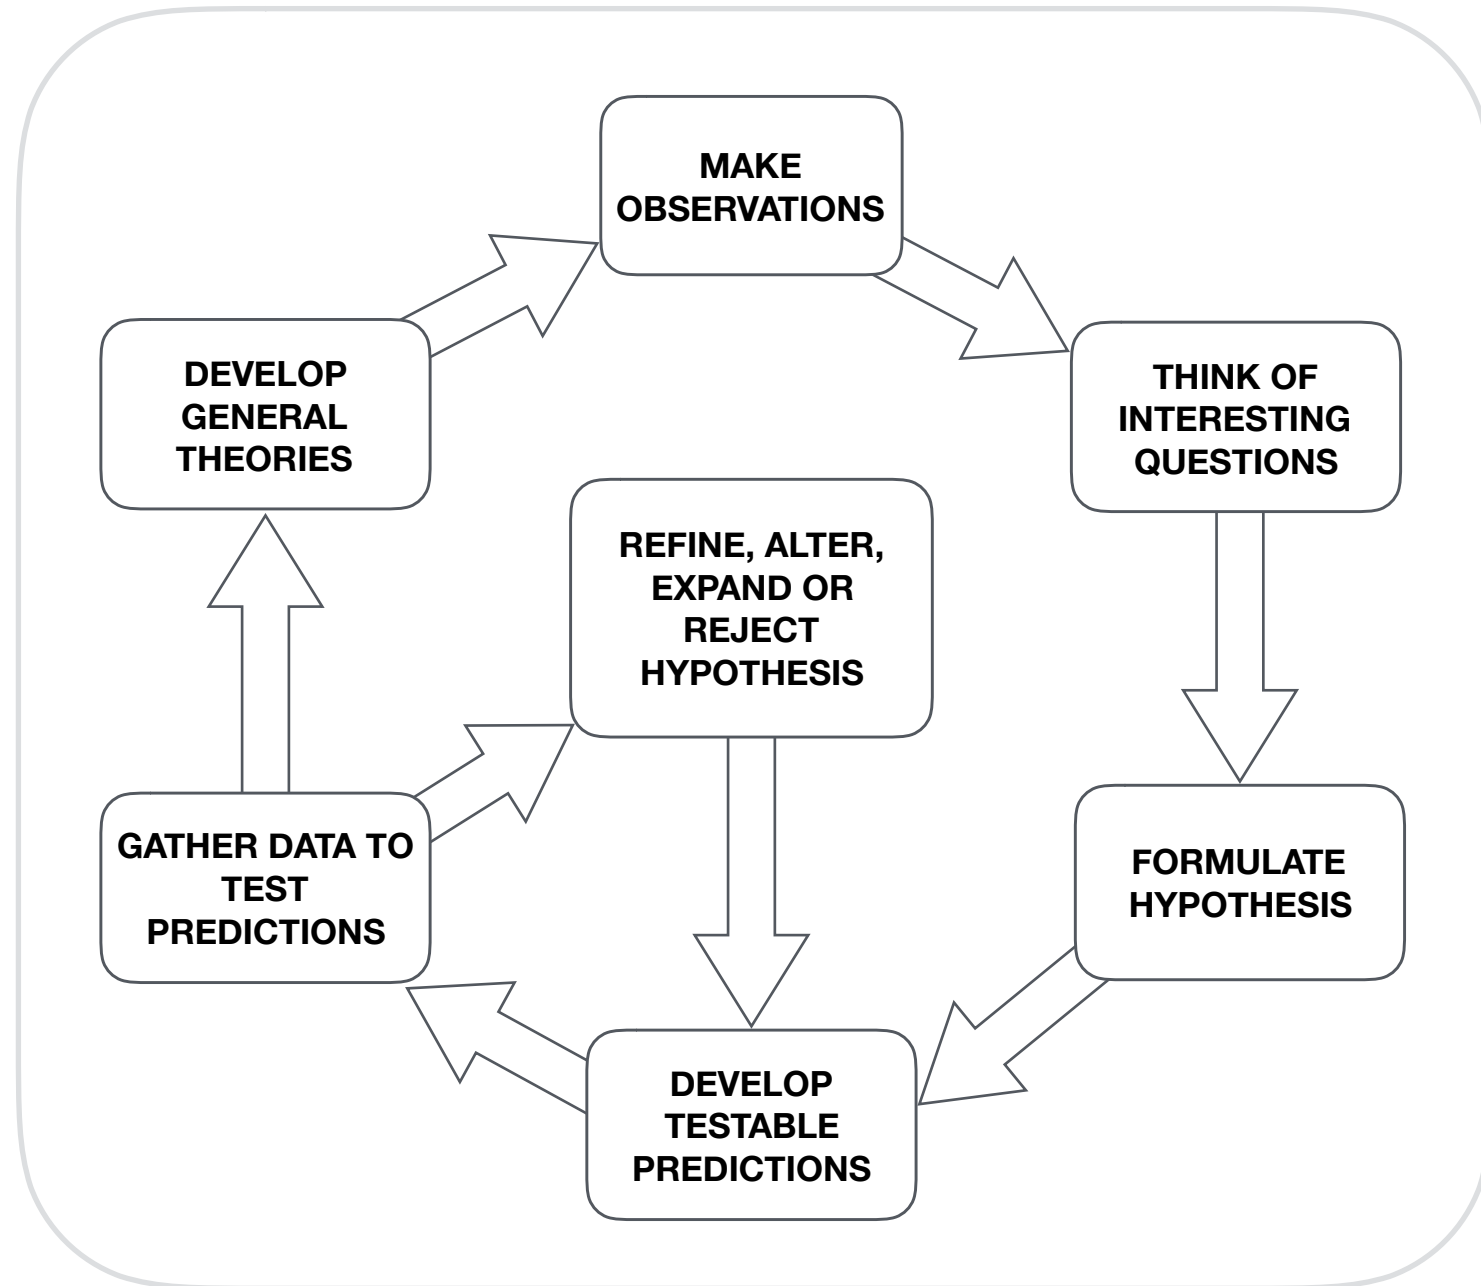 MAKE
OBSERVATIONS
THINK OF
INTERESTING
QUESTIONS
FORMULATE
HYPOTHESIS
DEVELOP
TESTABLE
PREDICTIONS
GATHER DATA TO
TEST
PREDICTIONS
REFINE, ALTER,
EXPAND OR
REJECT
HYPOTHESIS
DEVELOP
GENERAL
THEORIES